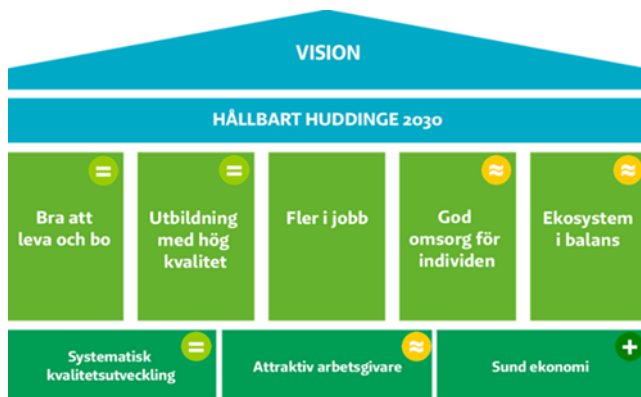 VISION
HÅLLBART HUDDINGE 2030
=
=
≈
≈
Bra att
leva och bo
Utbildning
med hög
kvalitet
Fler i jobb
God
omsorg för
individen
Ekosystem
i balans
=
≈
+
Systematisk
kvalitetsutveckling
Attraktiv arbetsgivare
Sund ekonomi